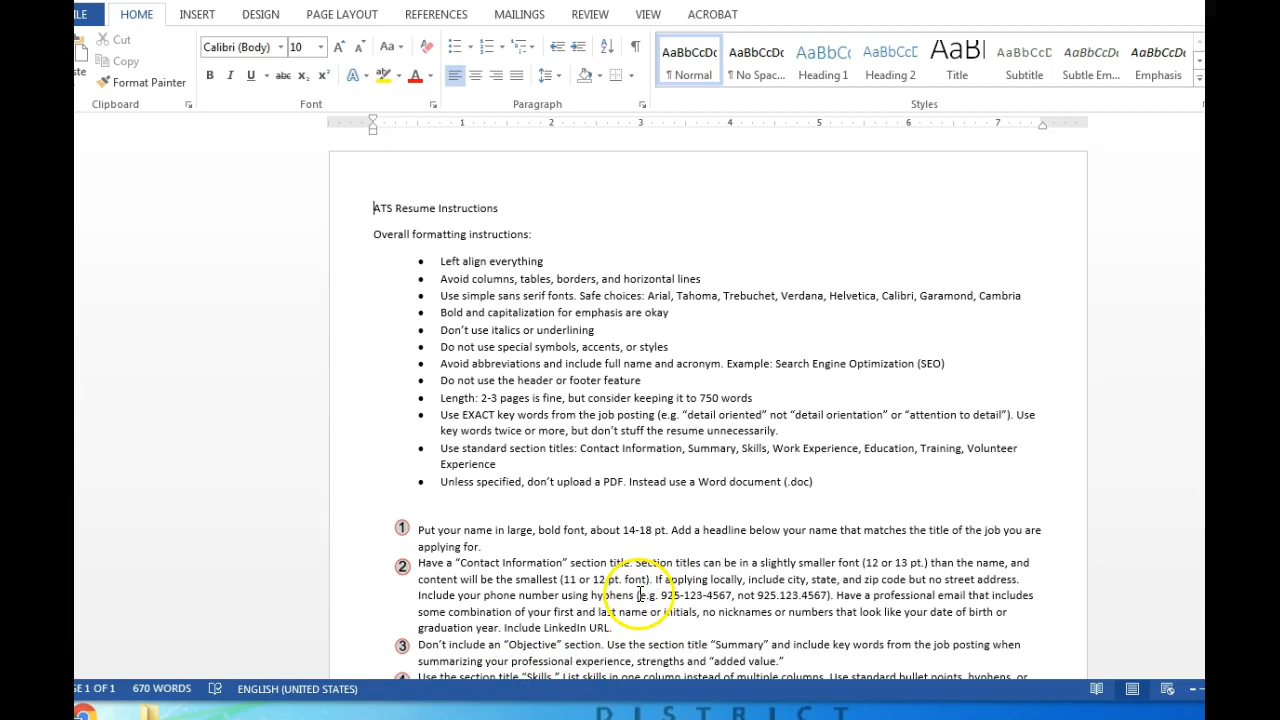 HOME INSERT DESIGN PAGE LAYOUT REFERENCES MAILINGS REVIEW VIEW ACROBAT
Cut
Copy
Format Painter
Clipboard
Calibri (Body) 10
Aa
B I U abc x₂ x² A
Font
Paragraph
AaBbCcDc AaBbCcDc AaBbCc AaBbCcD
¶ Normal ¶ No Spac... Heading 1 Heading 2 Title Subtitle Subtle Em... Emphasis
Styles
1 2 3 4 5 6 7
ATS Resume Instructions
Overall formatting instructions:
• Left align everything
• Avoid columns, tables, borders, and horizontal lines
• Use simple sans serif fonts. Safe choices: Arial, Tahoma, Trebuchet, Verdana, Helvetica, Calibri, Garamond, Cambria
• Bold and capitalization for emphasis are okay
• Don’t use italics or underlining
• Do not use special symbols, accents, or styles
• Avoid abbreviations and include full name and acronym. Example: Search Engine Optimization (SEO)
• Do not use the header or footer feature
• Length: 2-3 pages is fine, but consider keeping it to 750 words
• Use EXACT key words from the job posting (e.g. “detail oriented” not “detail orientation” or “attention to detail”). Use
key words twice or more, but don’t stuff the resume unnecessarily.
• Use standard section titles: Contact Information, Summary, Skills, Work Experience, Education, Training, Volunteer
Experience
• Unless specified, don’t upload a PDF. Instead use a Word document (.doc)
1 Put your name in large, bold font, about 14-18 pt. Add a headline below your name that matches the title of the job you are
applying for.
2 Have a “Contact Information” section title. Section titles can be in a slightly smaller font (12 or 13 pt.) than the name, and
content will be the smallest (11 or 12 pt. font). If applying locally, include city, state, and zip code but no street address.
Include your phone number using hyphens (e.g. 925-123-4567, not 925.123.4567). Have a professional email that includes
some combination of your first and last name or initials, no nicknames or numbers that look like your date of birth or
graduation year. Include LinkedIn URL.
3 Don’t include an “Objective” section. Use the section title “Summary” and include key words from the job posting when
summarizing your professional experience, strengths and “added value.”
4 Use the section title “Skills.” List skills in one column instead of multiple columns. Use standard bullet points, hyphens, or
1 OF 1 670 WORDS ENGLISH (UNITED STATES)
DISTRICT